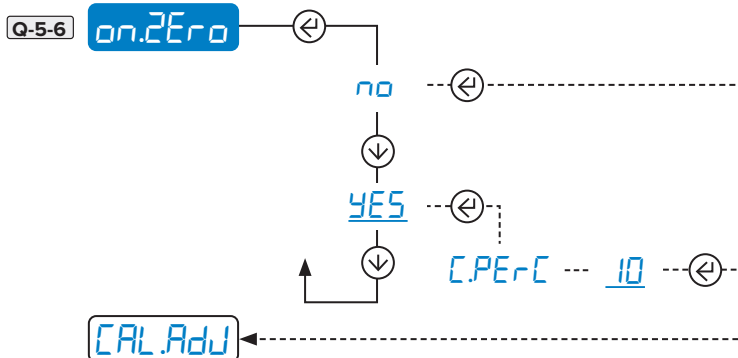 Q-5-6 on.2Ero
no
YES
C.PErC 10
CAL.AdJ